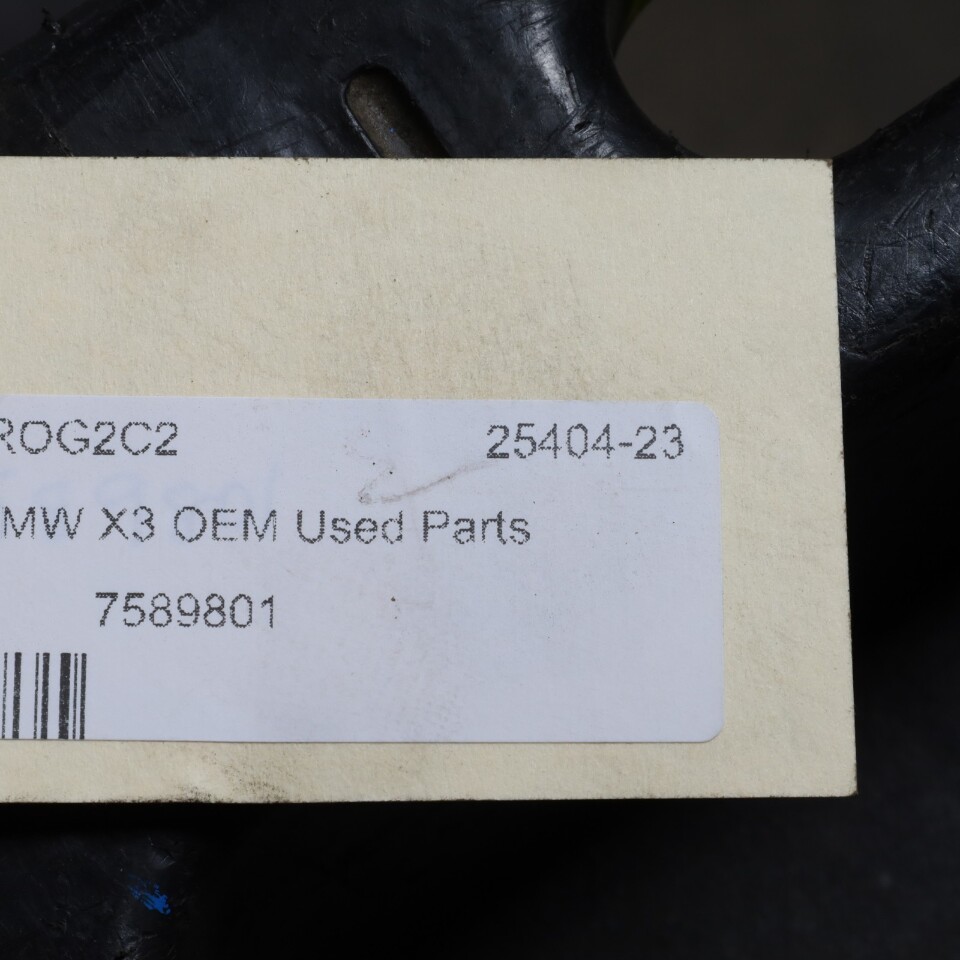 ROG2C2 25404-23
MW X3 OEM Used Parts
7589801